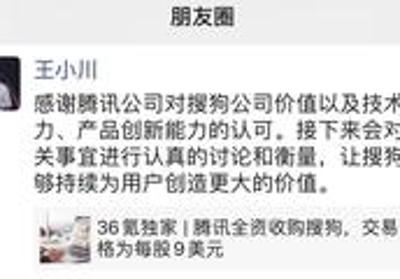 朋友圈
王小川
感谢腾讯公司对搜狗公司价值以及技术
力、产品创新能力的认可。接下来会对
关事宜进行认真的讨论和衡量，让搜狗
够持续为用户创造更大的价值。
36氪独家 | 腾讯全资收购搜狗，交易
格为每股9美元